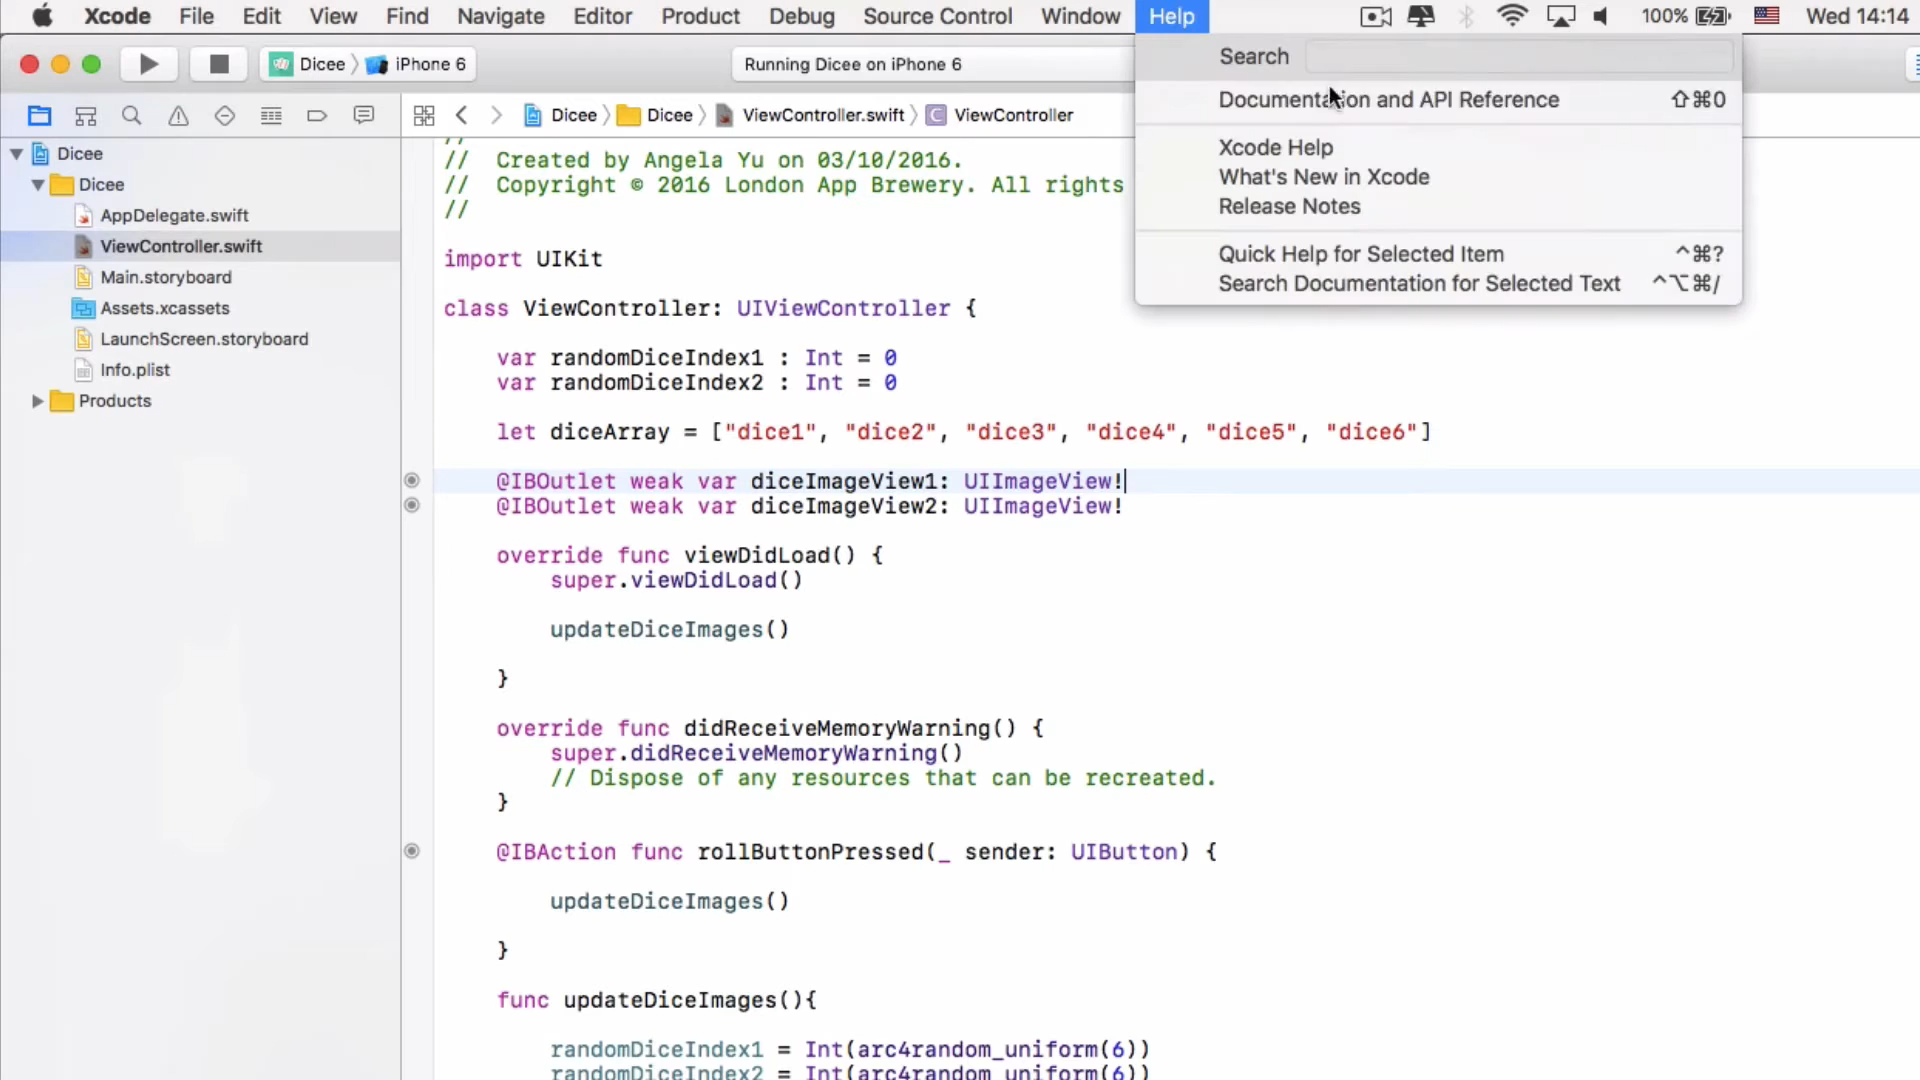 Xcode File Edit View Find Navigate Editor Product Debug Source Control Window Help 100% Wed 14:14
Dicee iPhone 6 Running Dicee on iPhone 6
Dicee Dicee ViewController.swift C ViewController
Search
Documentation and API Reference ⇧⌘0
Xcode Help
What's New in Xcode
Release Notes
Quick Help for Selected Item ^⌘?
Search Documentation for Selected Text ^⌥⌘/
Dicee
Dicee
AppDelegate.swift
ViewController.swift
Main.storyboard
Assets.xcassets
LaunchScreen.storyboard
Info.plist
Products
//
// Created by Angela Yu on 03/10/2016.
// Copyright © 2016 London App Brewery. All rights
//
import UIKit
class ViewController: UIViewController {
var randomDiceIndex1 : Int = 0
var randomDiceIndex2 : Int = 0
let diceArray = ["dice1", "dice2", "dice3", "dice4", "dice5", "dice6"]
@IBOutlet weak var diceImageView1: UIImageView!
@IBOutlet weak var diceImageView2: UIImageView!
override func viewDidLoad() {
super.viewDidLoad()
updateDiceImages()
}
override func didReceiveMemoryWarning() {
super.didReceiveMemoryWarning()
// Dispose of any resources that can be recreated.
}
@IBAction func rollButtonPressed(_ sender: UIButton) {
updateDiceImages()
}
func updateDiceImages(){
randomDiceIndex1 = Int(arc4random_uniform(6))
randomDiceIndex2 = Int(arc4random_uniform(6))